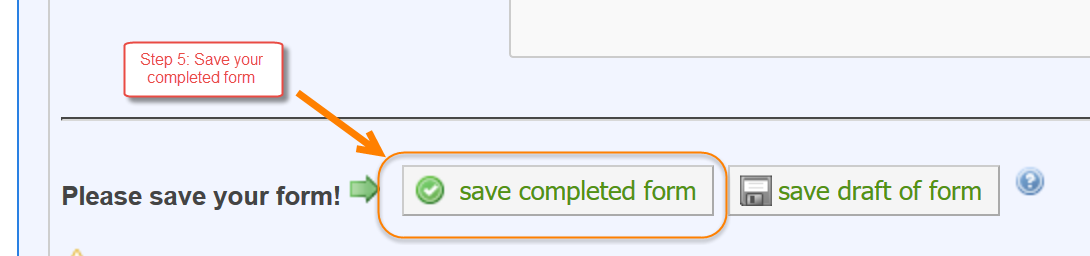 Step 5: Save your
completed form
Please save your form! save completed form save draft of form ?